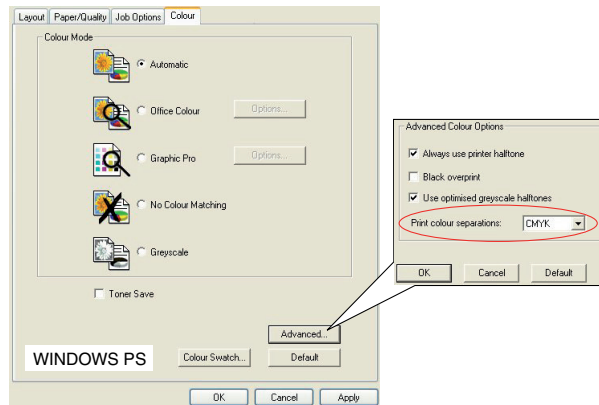 Layout Paper/Quality Job Options Colour
Colour Mode
Automatic
Office Colour Options...
Graphic Pro Options...
No Colour Matching
Greyscale
Toner Save
Advanced...
WINDOWS PS Colour Swatch... Default
OK Cancel Apply
Advanced Colour Options
Always use printer halftone
Black overprint
Use optimised greyscale halftones
Print colour separations: CMYK
OK Cancel Default